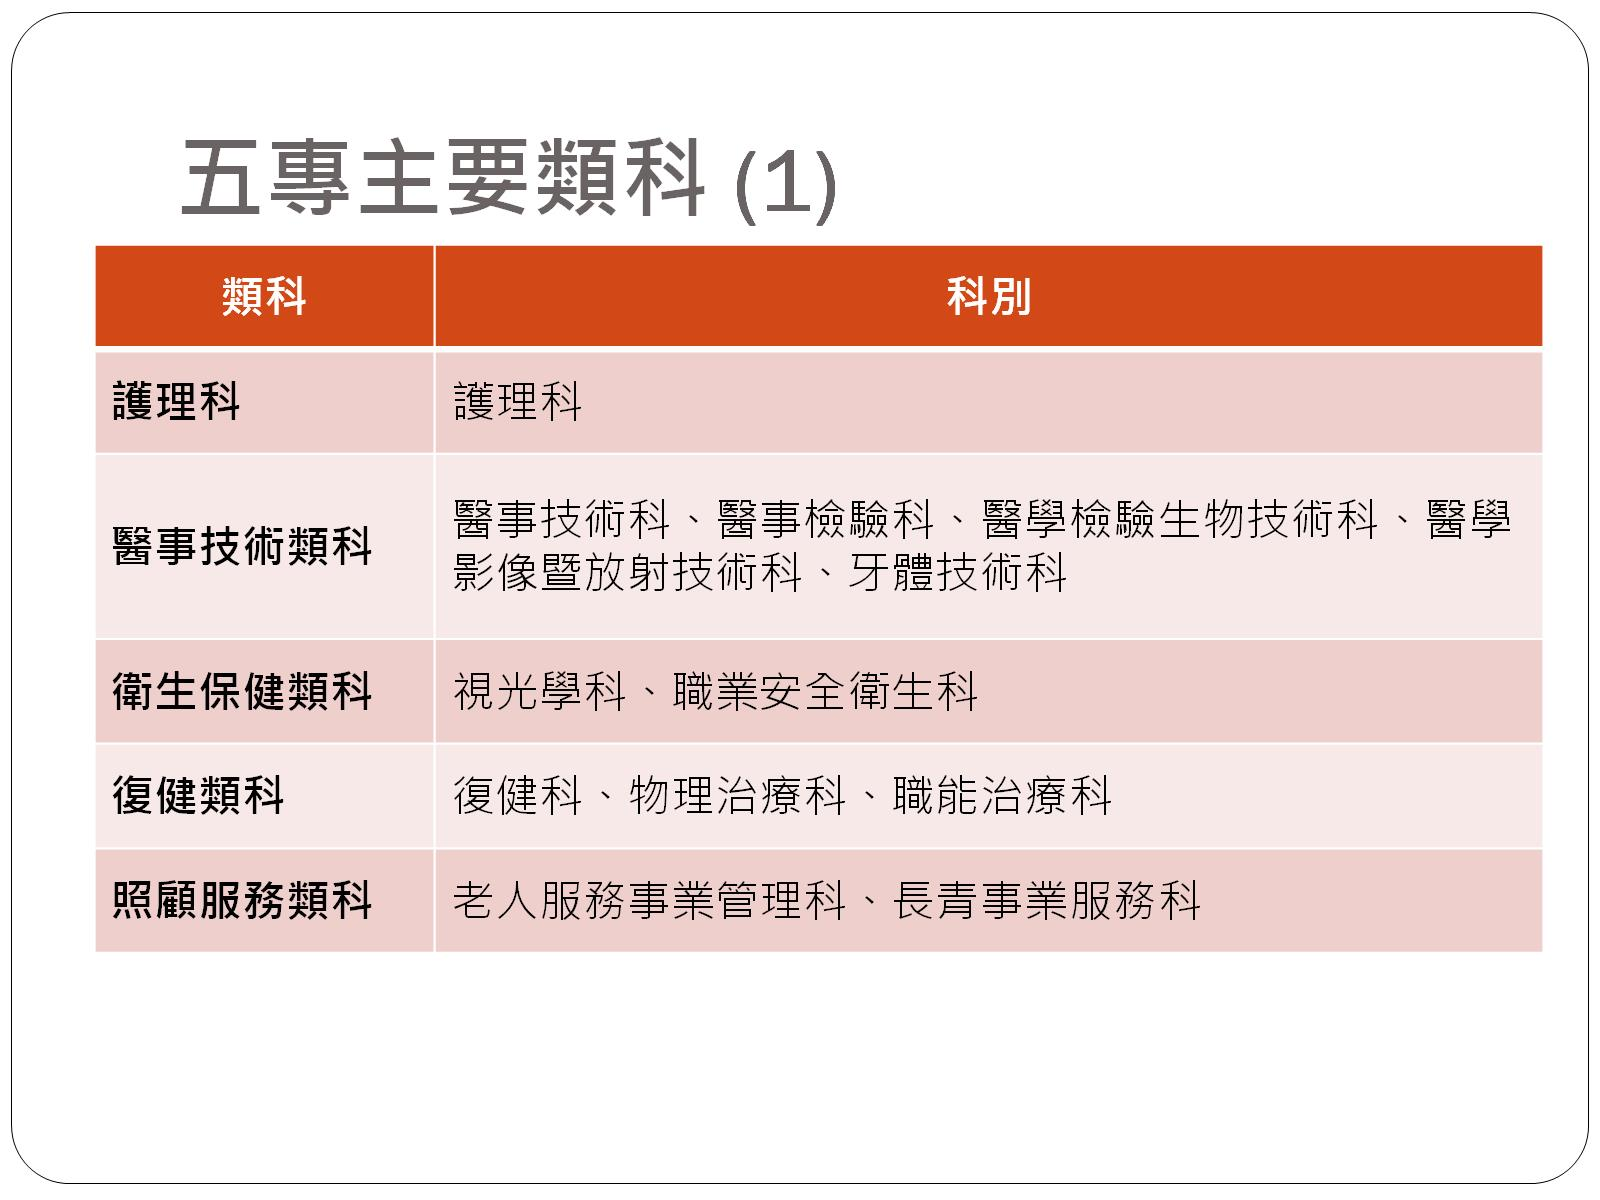 五專主要類科 (1)
類科
科別
護理科
護理科
醫事技術類科
醫事技術科、醫事檢驗科、醫學檢驗生物技術科、醫學
影像暨放射技術科、牙體技術科
衛生保健類科
視光學科、職業安全衛生科
復健類科
復健科、物理治療科、職能治療科
照顧服務類科
老人服務事業管理科、長青事業服務科